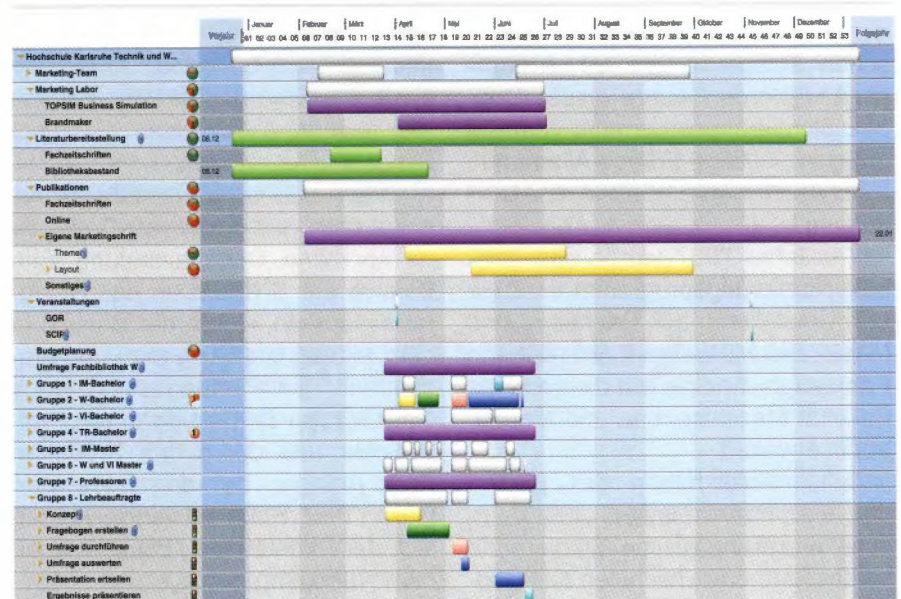 Vorjahr
Januar Februar März April Mai Juni Juli August September Oktober November Dezember
01 02 03 04 05 06 07 08 09 10 11 12 13 14 15 16 17 18 19 20 21 22 23 24 25 26 27 28 29 30 31 32 33 34 35 36 37 38 39 40 41 42 43 44 45 46 47 48 49 50 51 52 53
Folgejahr
Hochschule Karlsruhe Technik und W...
Marketing-Team
Marketing Labor
TOPSIM Business Simulation
Brandmaker
Literaturbereitsstellung 08.12
Fachzeitschriften
Bibliotheksbestand 08.12
Publikationen
Fachzeitschriften
Online
Eigene Marketingschrift 22.01
Themen
Layout
Sonstiges
Veranstaltungen
GOR
SCIP
Budgetplanung
Umfrage Fachbibliothek W
Gruppe 1 - IM-Bachelor
Gruppe 2 - W-Bachelor
Gruppe 3 - VI-Bachelor
Gruppe 4 - TR-Bachelor
Gruppe 5 - IM-Master
Gruppe 6 - W und VI Master
Gruppe 7 - Professoren
Gruppe 8 - Lehrbeauftragte
Konzept
Fragebogen erstellen
Umfrage durchführen
Umfrage auswerten
Präsentation ertsellen
Ergebnisse präsentieren